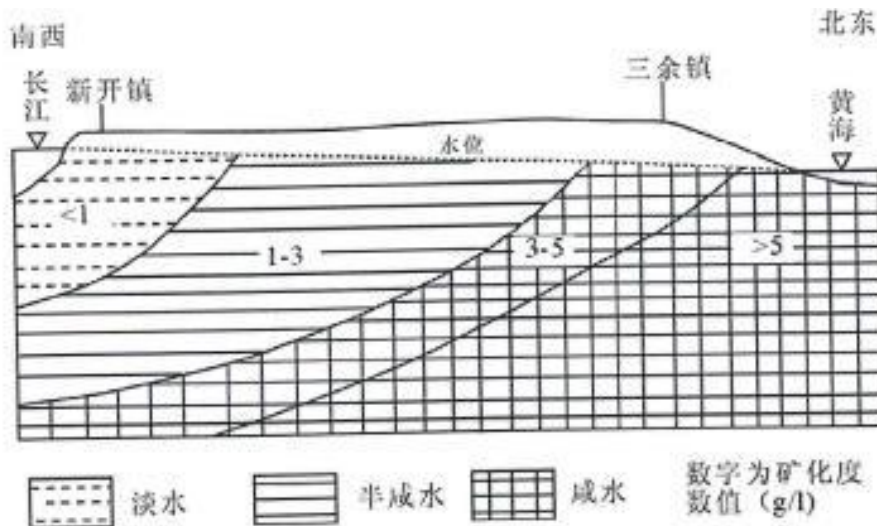 南西
北东
长江
新开镇
三余镇
黄海
水位
<1
1-3
3-5
>5
淡水
半咸水
咸水
数字为矿化度
数值（g/l）